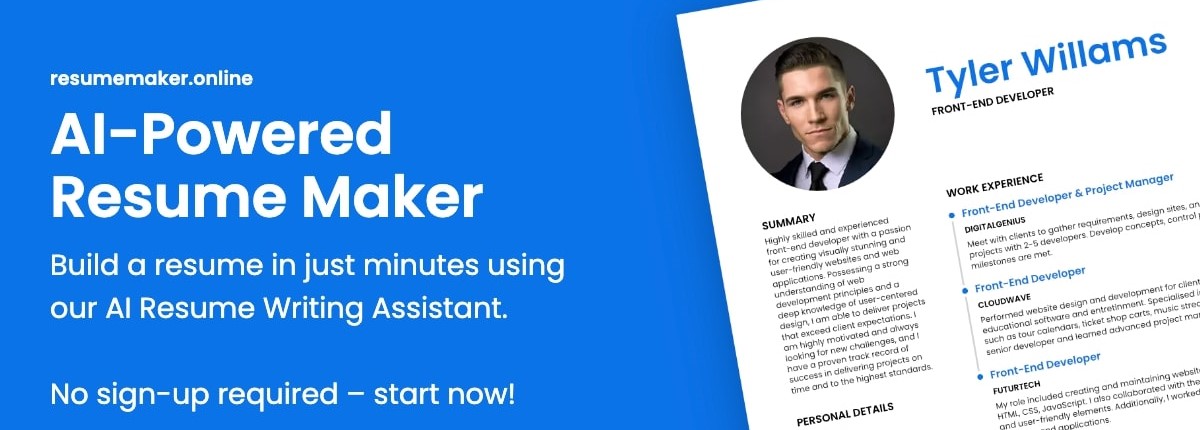 resumemaker.online
AI-Powered
Resume Maker
Build a resume in just minutes using
our AI Resume Writing Assistant.
No sign-up required – start now!
Tyler Willams
FRONT-END DEVELOPER
SUMMARY
Highly skilled and experienced
front-end developer with a passion
for creating visually stunning and
user-friendly websites and web
applications. Possessing a strong
understanding of web
development principles and a
deep knowledge of user-centered
design, I am able to deliver projects
that exceed client expectations. I
am highly motivated and always
looking for new challenges, and I
have a proven track record of
success in delivering projects on
time and to the highest standards.
PERSONAL DETAILS
WORK EXPERIENCE
Front-End Developer & Project Manager
DIGITALGENIUS
Meet with clients to gather requirements, design sites, an
projects with 2-5 developers. Develop concepts, control
milestones are met.
Front-End Developer
CLOUDWAVE
Performed website design and development for client
educational software and entretinment. Specialised i
such as tour calendars, ticket shop carts, music strea
senior developer and learned advanced project mar
Front-End Developer
FUTURTECH
My role included creating and maintaining websit
HTML, CSS, JavaScript. I also collaborated with the
and user-friendly elements. Additionally, I worked
applications.